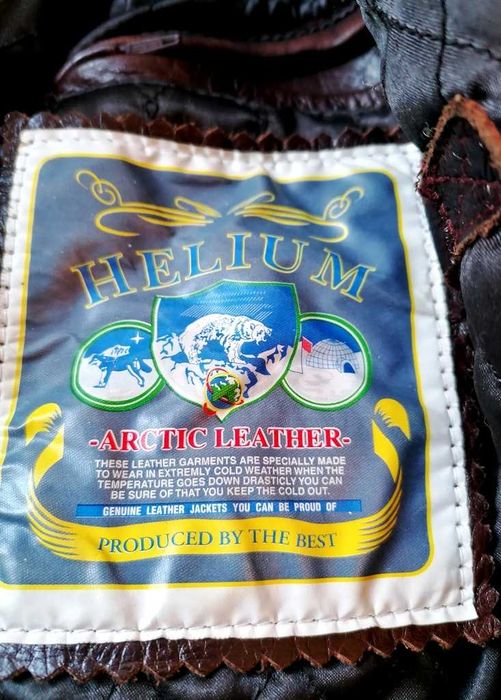 HELIUM
-ARCTIC LEATHER-
THESE LEATHER GARMENTS ARE SPECIALLY MADE
TO WEAR IN EXTREMLY COLD WEATHER WHEN THE
TEMPERATURE GOES DOWN DRASTICLY YOU CAN
BE SURE OF THAT YOU KEEP THE COLD OUT.
GENUINE LEATHER JACKETS YOU CAN BE PROUD OF
PRODUCED BY THE BEST